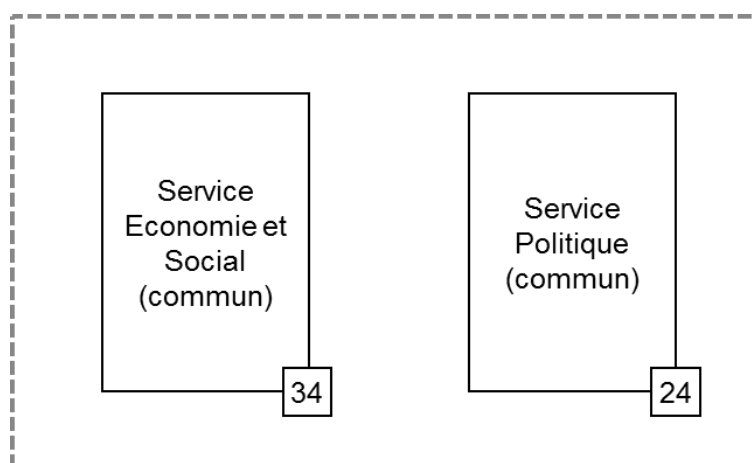 Service
Economie et
Social
(commun)
34
Service
Politique
(commun)
24